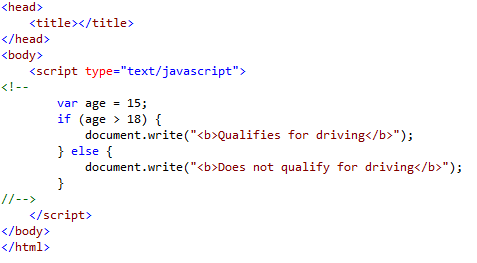 <head>
    <title></title>
</head>
<body>
    <script type="text/javascript">
<!--
        var age = 15;
        if (age > 18) {
            document.write("<b>Qualifies for driving</b>");
        } else {
            document.write("<b>Does not qualify for driving</b>");
        }
//-->
    </script>
</body>
</html>